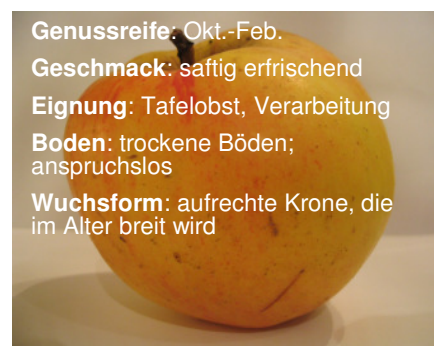 Genussreife: Okt.-Feb.
Geschmack: saftig erfrischend
Eignung: Tafelobst, Verarbeitung
Boden: trockene Böden;
anspruchslos
Wuchsform: aufrechte Krone, die
im Alter breit wird